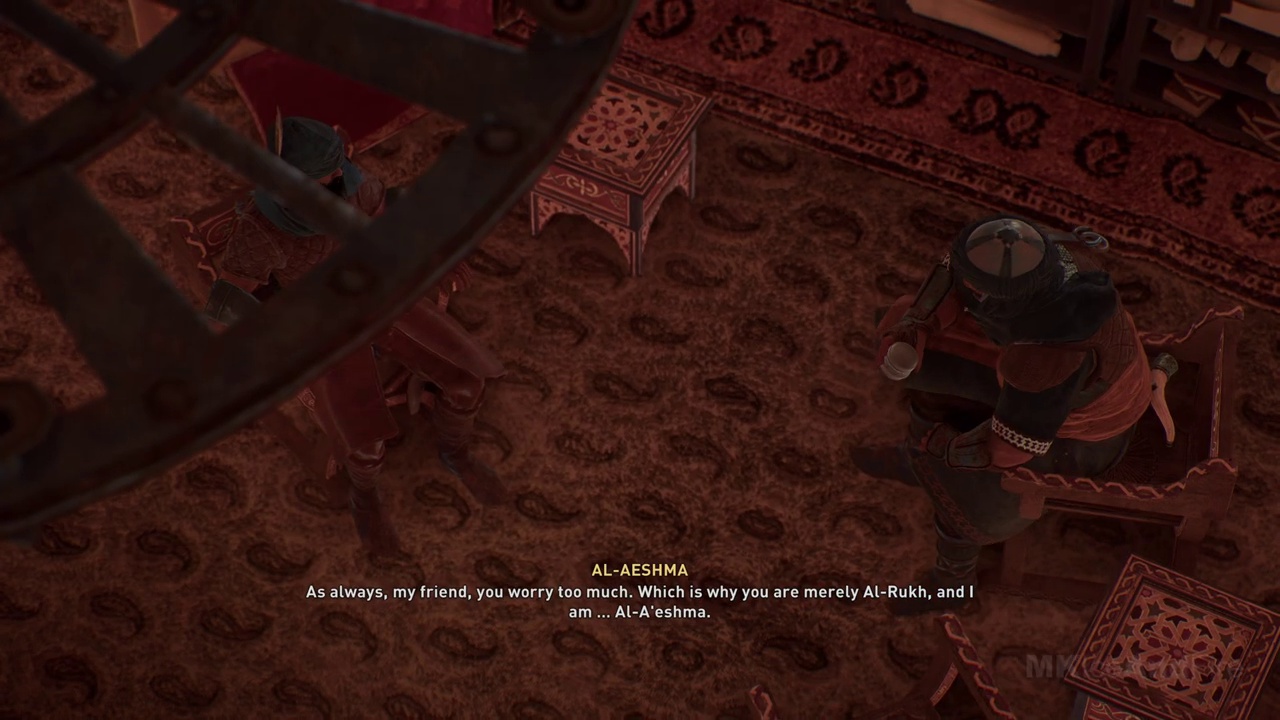 AL-AESHMA
As always, my friend, you worry too much. Which is why you are merely Al-Rukh, and I
am ... Al-A'eshma.